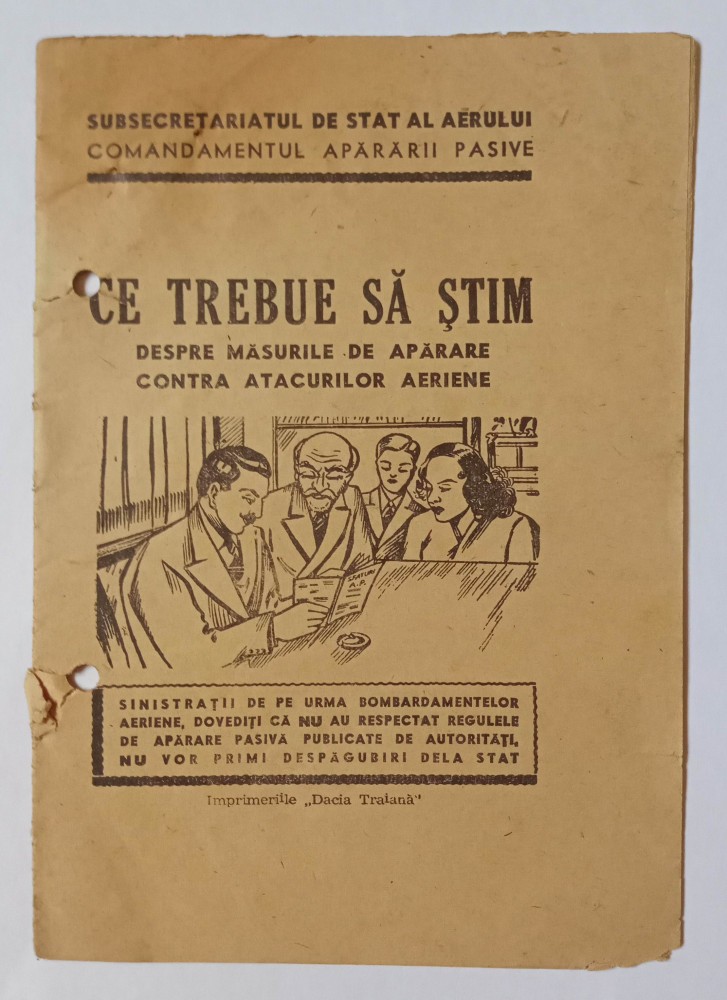 SUBSECRETARIATUL DE STAT AL AERULUI
COMANDAMENTUL APĂRĂRII PASIVE
CE TREBUE SĂ ŞTIM
DESPRE MĂSURILE DE APĂRARE
CONTRA ATACURILOR AERIENE
SFATURI
A.P.
SINISTRAŢII DE PE URMA BOMBARDAMENTELOR
AERIENE, DOVEDIŢI CĂ NU AU RESPECTAT REGULELE
DE APĂRARE PASIVĂ PUBLICATE DE AUTORITĂŢI,
NU VOR PRIMI DESPĂGUBIRI DELA STAT
Imprimeriile „Dacia Traiană"